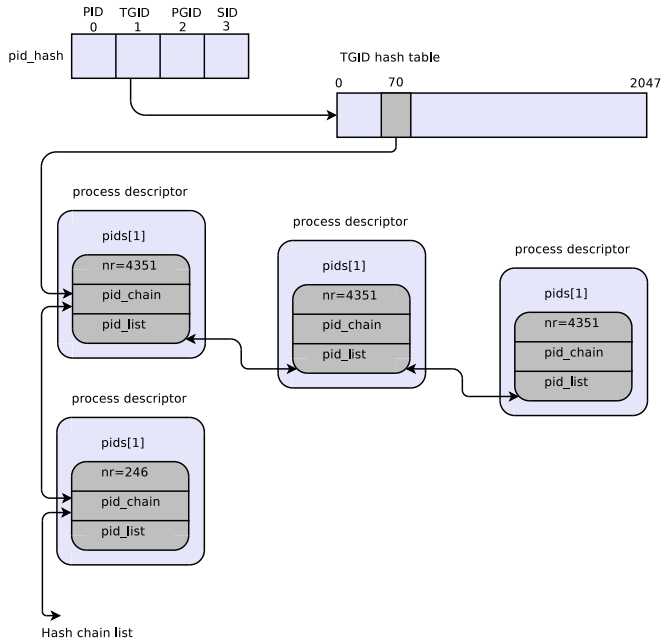 PID TGID PGID SID
0 1 2 3
pid_hash
TGID hash table
0 70 2047
process descriptor
pids[1]
nr=4351
pid_chain
pid_list
process descriptor
pids[1]
nr=4351
pid_chain
pid_list
process descriptor
pids[1]
nr=4351
pid_chain
pid_list
process descriptor
pids[1]
nr=246
pid_chain
pid_list
Hash chain list